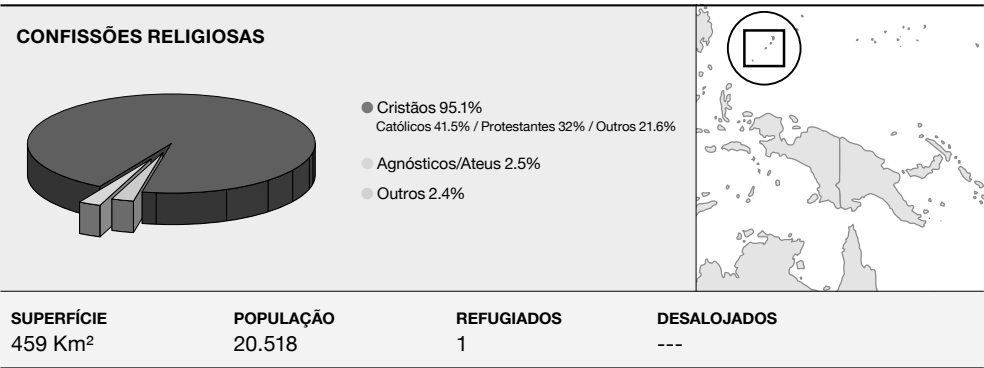 CONFISSÕES RELIGIOSAS
Cristãos 95.1%
Católicos 41.5% / Protestantes 32% / Outros 21.6%
Agnósticos/Ateus 2.5%
Outros 2.4%
SUPERFÍCIE POPULAÇÃO REFUGIADOS DESALOJADOS
459 Km² 20.518 1 ---